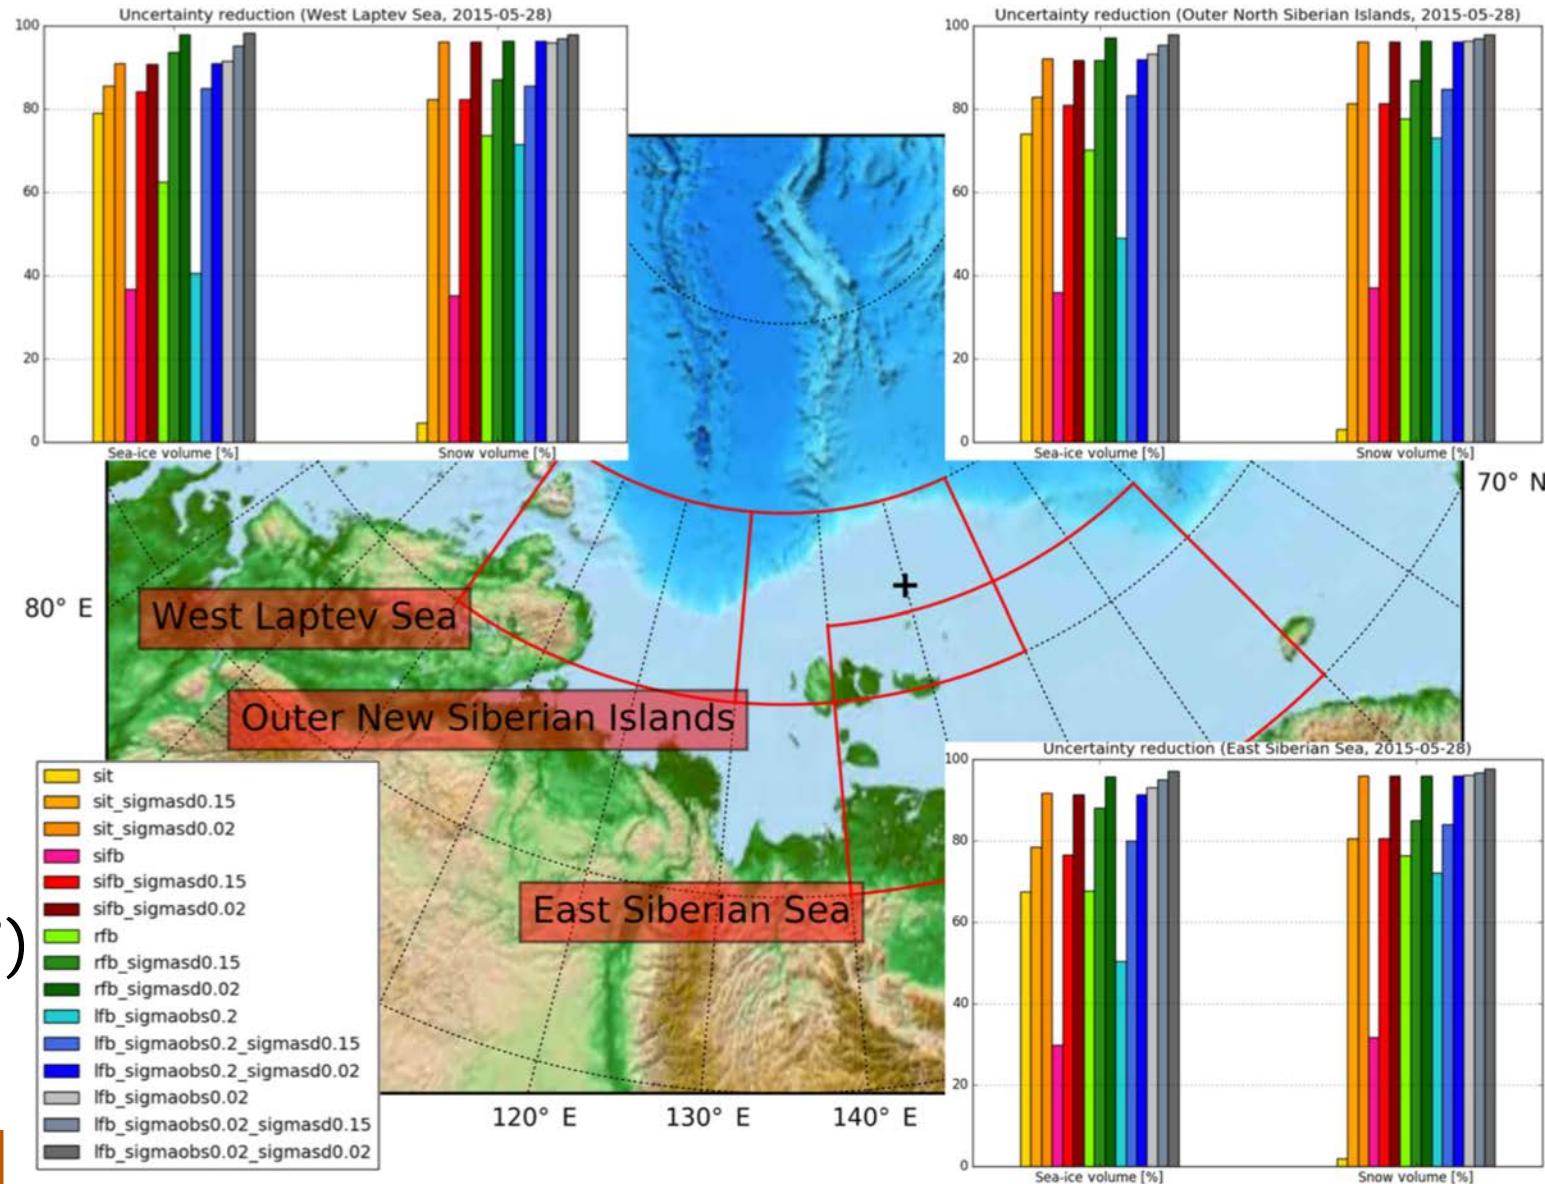 Uncertainty reduction (West Laptev Sea, 2015-05-28)
100
80
60
40
20
0
Sea-ice volume [%]
Snow volume [%]
Uncertainty reduction (Outer North Siberian Islands, 2015-05-28)
100
80
60
40
20
0
Sea-ice volume [%]
Snow volume [%]
70° N
80° E
West Laptev Sea
Outer New Siberian Islands
East Siberian Sea
)
sit
sit_sigmasd0.15
sit_sigmasd0.02
sifb
sifb_sigmasd0.15
sifb_sigmasd0.02
rfb
rfb_sigmasd0.15
rfb_sigmasd0.02
lfb_sigmaobs0.2
lfb_sigmaobs0.2_sigmasd0.15
lfb_sigmaobs0.2_sigmasd0.02
lfb_sigmaobs0.02
lfb_sigmaobs0.02_sigmasd0.15
lfb_sigmaobs0.02_sigmasd0.02
120° E
130° E
140° E
Uncertainty reduction (East Siberian Sea, 2015-05-28)
100
80
60
40
20
0
Sea-ice volume [%]
Snow volume [%]